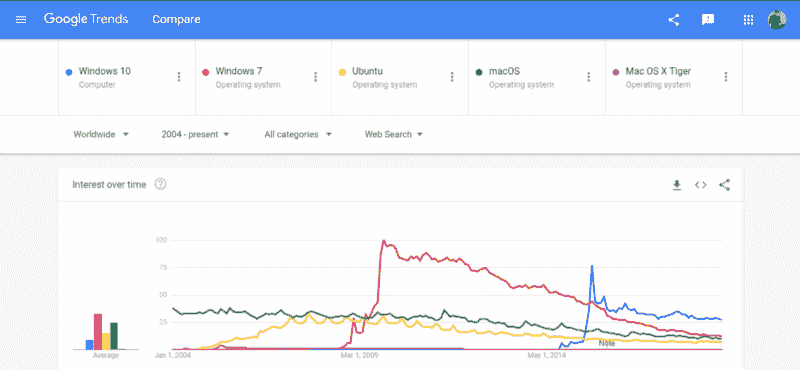 Google Trends Compare
Windows 10 Windows 7 Ubuntu macOS Mac OS X Tiger
Computer Operating system Operating system Operating system Operating system
Worldwide 2004 - present All categories Web Search
Interest over time
100
75
50
25
Average Jan 1, 2004 Mar 1, 2009 May 1, 2014 Note